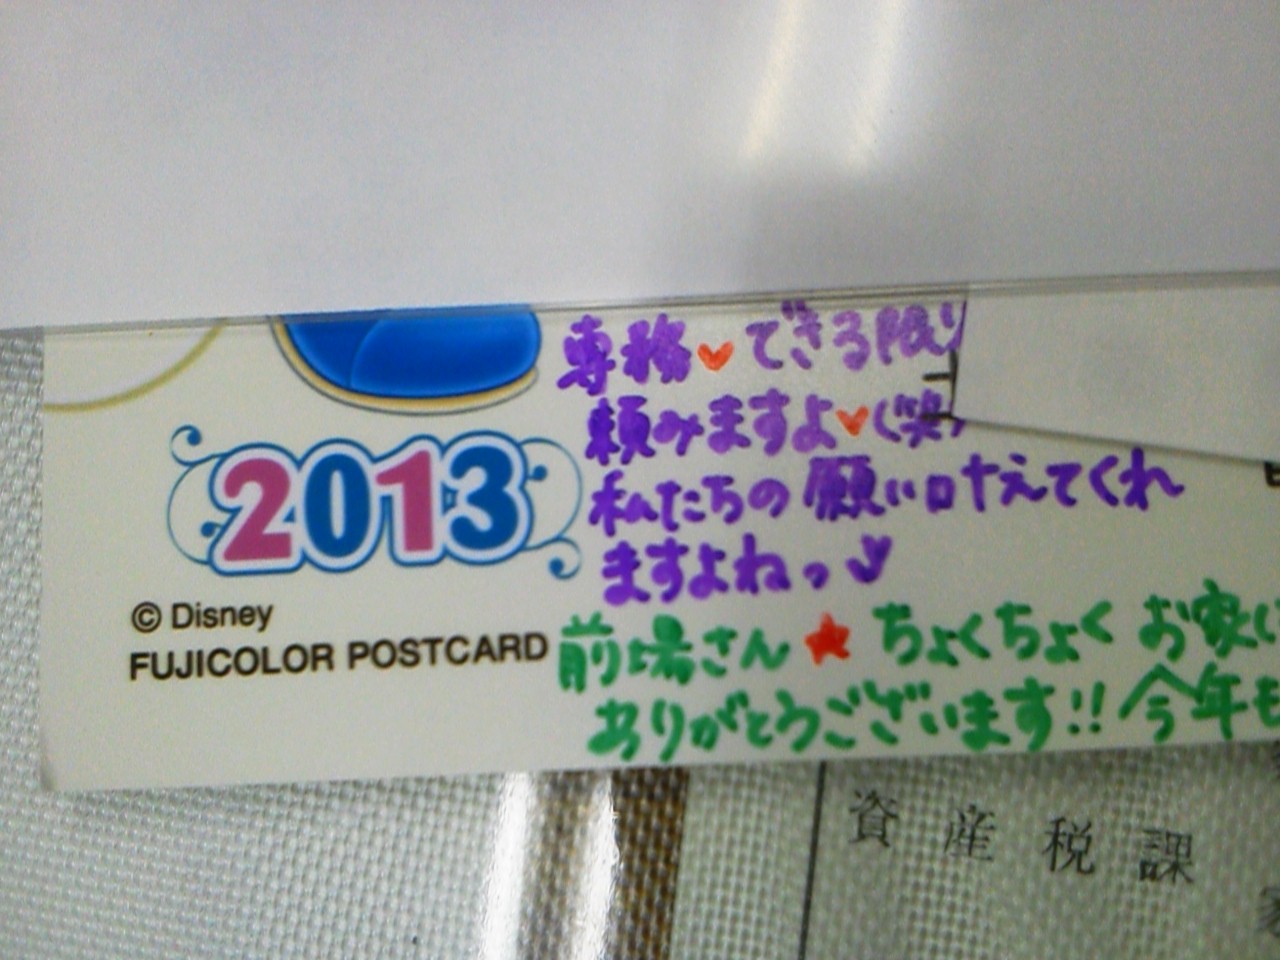 専務♥できる限り
頼みますよ♥(笑)
私たちの願い叶えてくれ
ますよねっ♥
2013
© Disney
FUJICOLOR POSTCARD
前場さん★ちょくちょくお家に
ありがとうございます!!今年も
資産税課